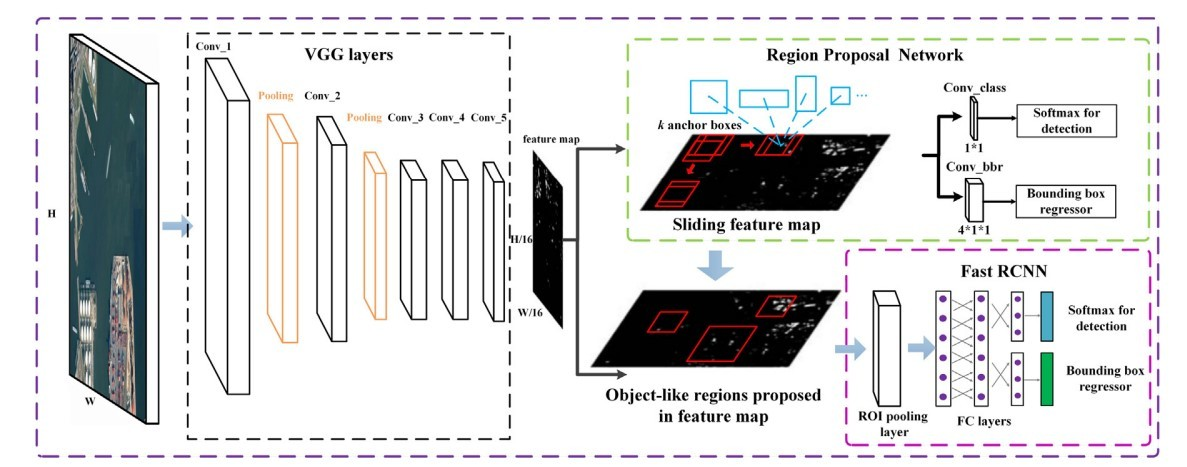 H
W
VGG layers
Conv_1
Pooling
Conv_2
Pooling
Conv_3
Conv_4
Conv_5
feature map
H/16
W/16
Region Proposal Network
k anchor boxes
...
Sliding feature map
Conv_class
1*1
Softmax for
detection
Conv_bbr
4*1*1
Bounding box
regressor
Object-like regions proposed
in feature map
Fast RCNN
ROI pooling
layer
FC layers
Softmax for
detection
Bounding box
regressor